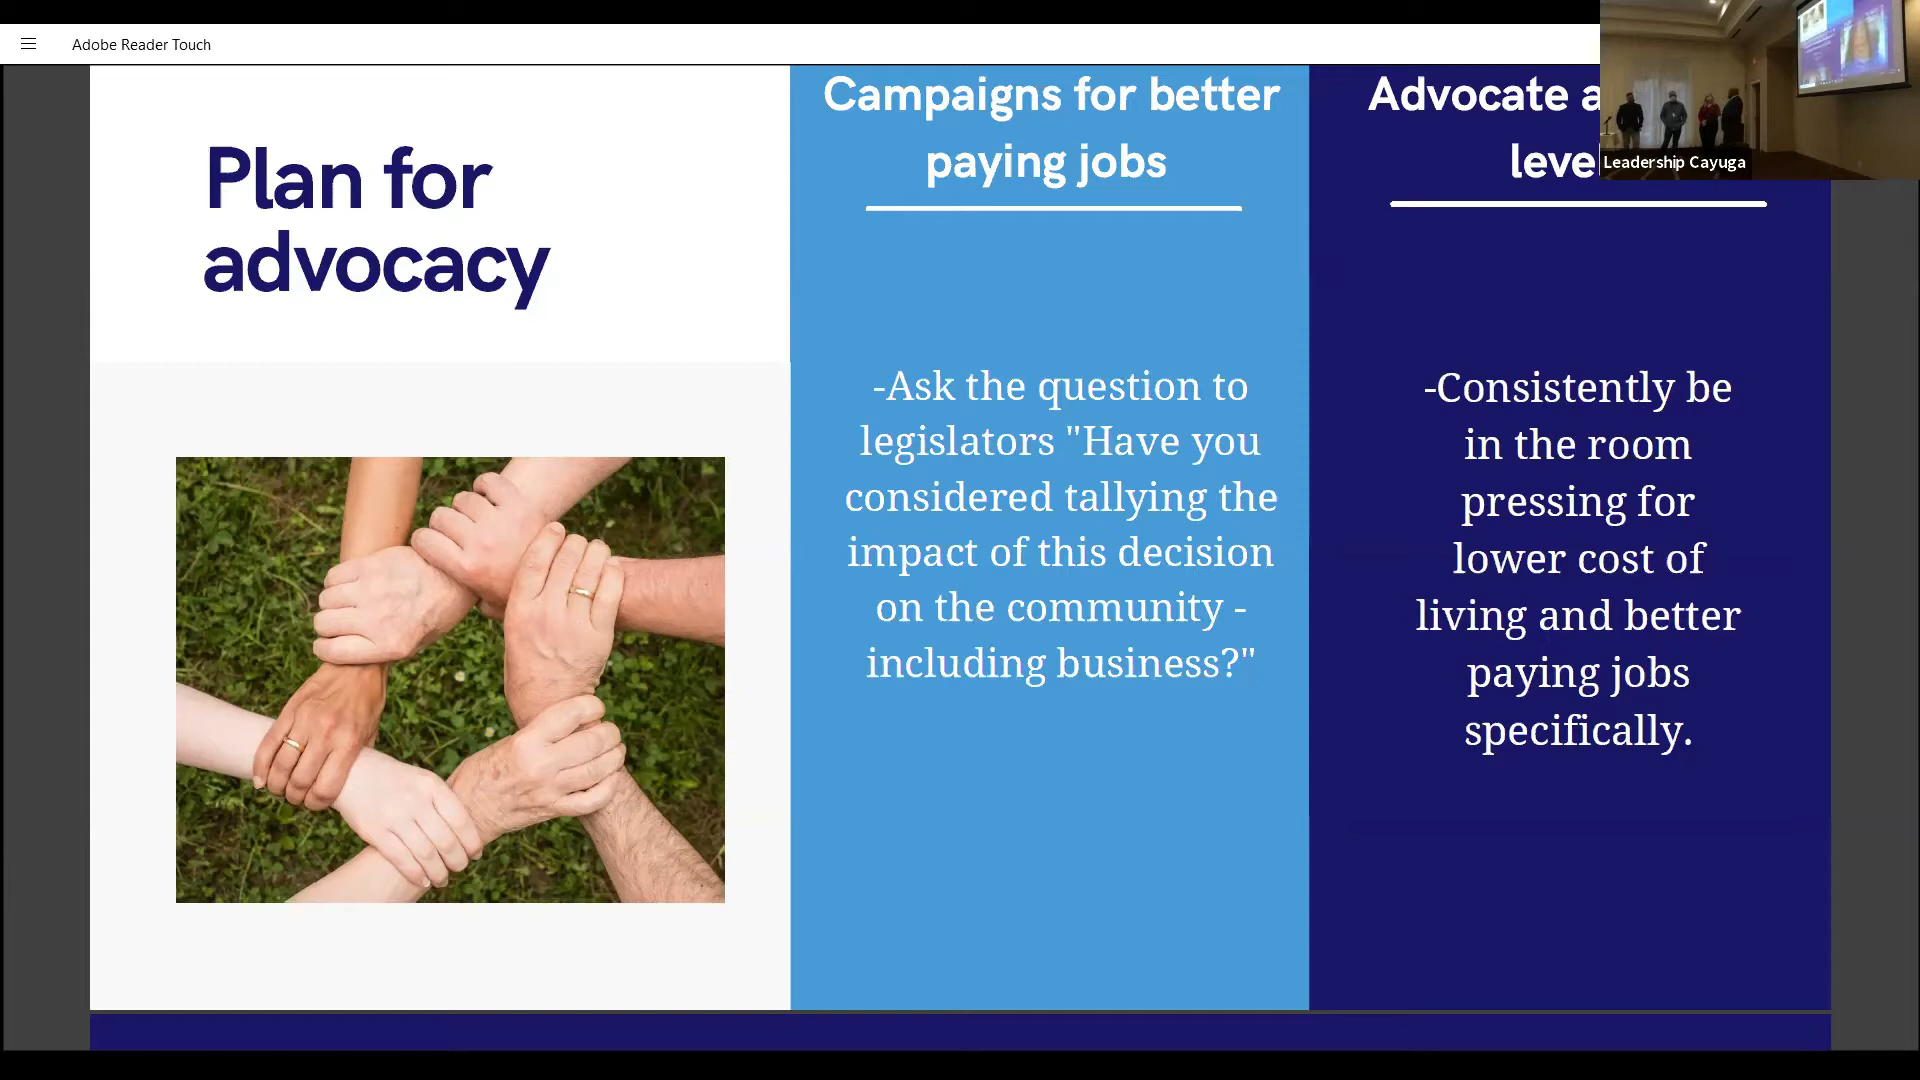 Adobe Reader Touch
Plan for
advocacy
Campaigns for better
paying jobs
-Ask the question to
legislators "Have you
considered tallying the
impact of this decision
on the community -
including business?"
Advocate
leve
-Consistently be
in the room
pressing for
lower cost of
living and better
paying jobs
specifically.
Leadership Cayuga